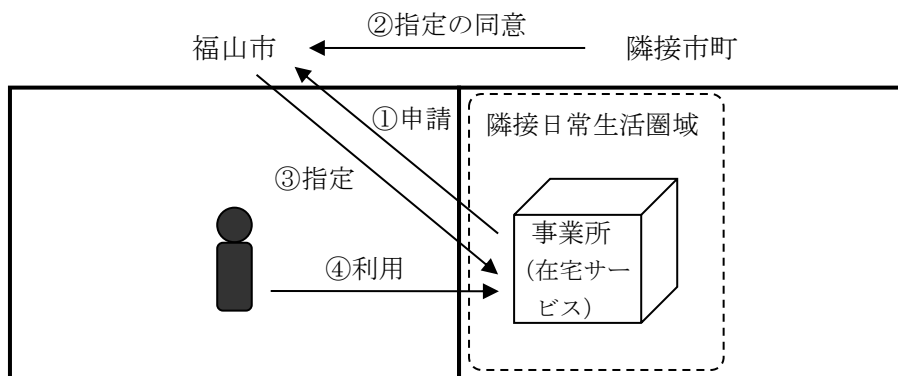 ②指定の同意
福山市
隣接市町
①申請
隣接日常生活圏域
③指定
事業所
(在宅サー
ビス)
④利用